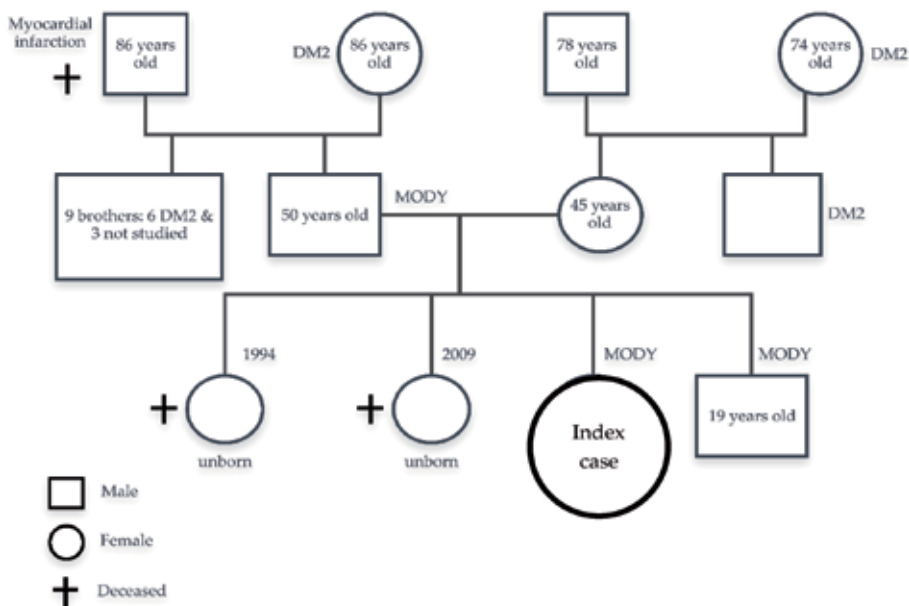 Myocardial
infarction
86 years
old
DM2
86 years
old
78 years
old
74 years
old
DM2
9 brothers: 6 DM2 &
3 not studied
50 years old
MODY
45 years
old
DM2
1994
2009
MODY
MODY
unborn
unborn
Index
case
19 years old
Male
Female
Deceased